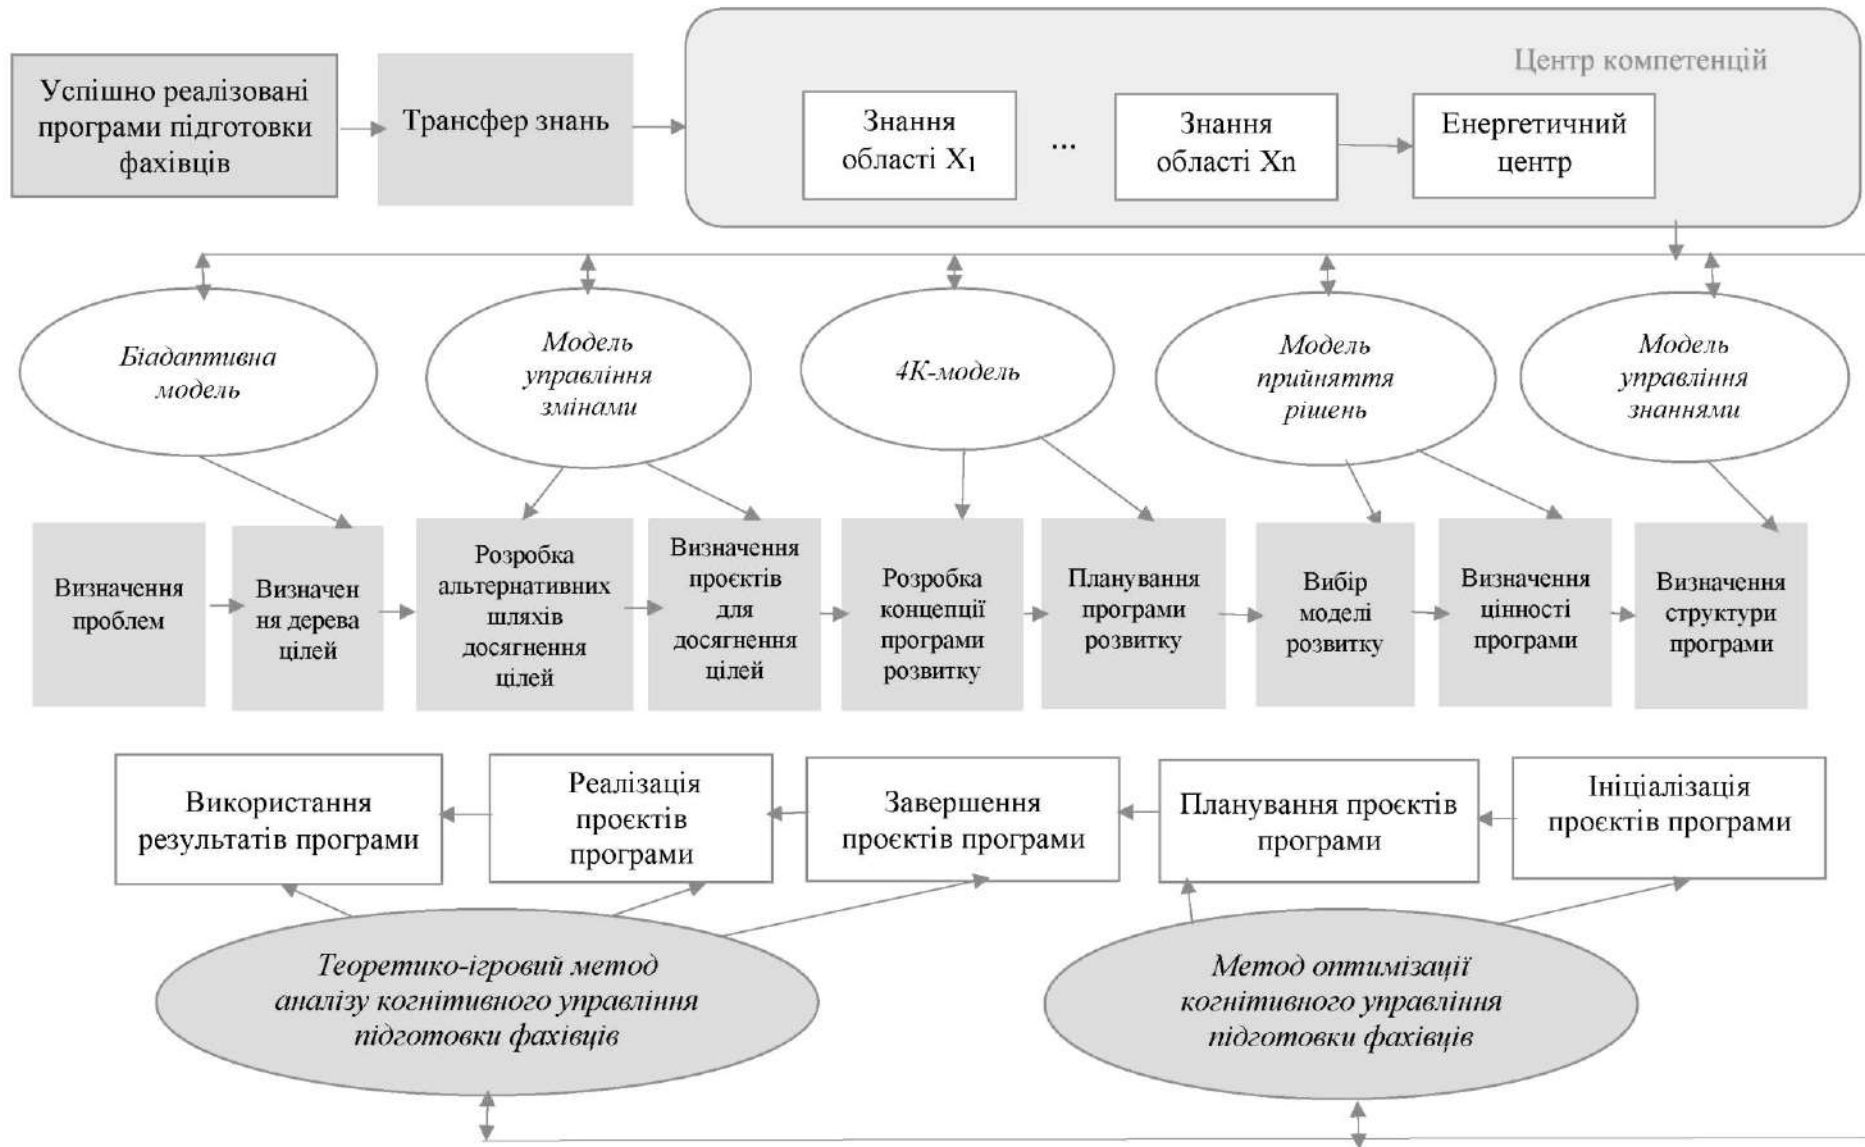 Успішно реалізовані
програми підготовки
фахівців
Трансфер знань
Центр компетенцій
Знання
області X1
...
Знання
області Xn
Енергетичний
центр
Біадаптивна
модель
Модель
управління
змінами
4К-модель
Модель
прийняття
рішень
Модель
управління
знаннями
Визначення
проблем
Визначен
ня дерева
цілей
Розробка
альтернативних
шляхів
досягнення
цілей
Визначення
проєктів
для
досягнення
цілей
Розробка
концепції
програми
розвитку
Планування
програми
розвитку
Вибір
моделі
розвитку
Визначення
цінності
програми
Визначення
структури
програми
Використання
результатів програми
Реалізація
проєктів
програми
Завершення
проєктів програми
Планування проєктів
програми
Ініціалізація
проєктів програми
Теоретико-ігровий метод
аналізу когнітивного управління
підготовки фахівців
Метод оптимізації
когнітивного управління
підготовки фахівців